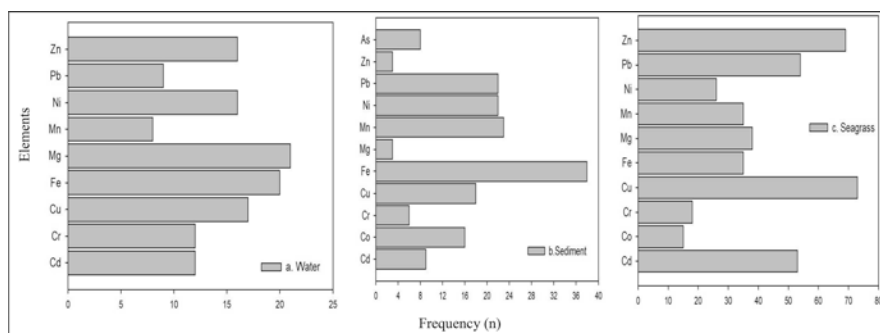 Elements
Zn
Pb
Ni
Mn
Mg
Fe
Cu
Cr
Cd
a. Water
0 5 10 15 20 25
As
Zn
Pb
Ni
Mn
Mg
Fe
Cu
Cr
Co
Cd
b.Sediment
0 4 8 12 16 20 24 28 32 36 40
Zn
Pb
Ni
Mn
Mg
Fe
Cu
Cr
Co
Cd
c. Seagrass
0 10 20 30 40 50 60 70 80
Frequency (n)